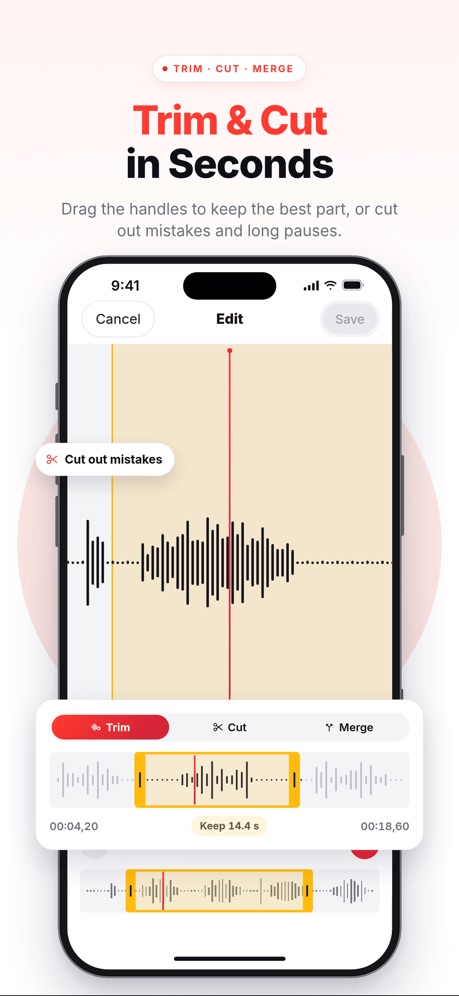 TRIM · CUT · MERGE
Trim & Cut
in Seconds
Drag the handles to keep the best part, or cut
out mistakes and long pauses.
9:41
Cancel
Edit
Save
Cut out mistakes
Trim
Cut
Merge
00:04,20
Keep 14.4 s
00:18,60